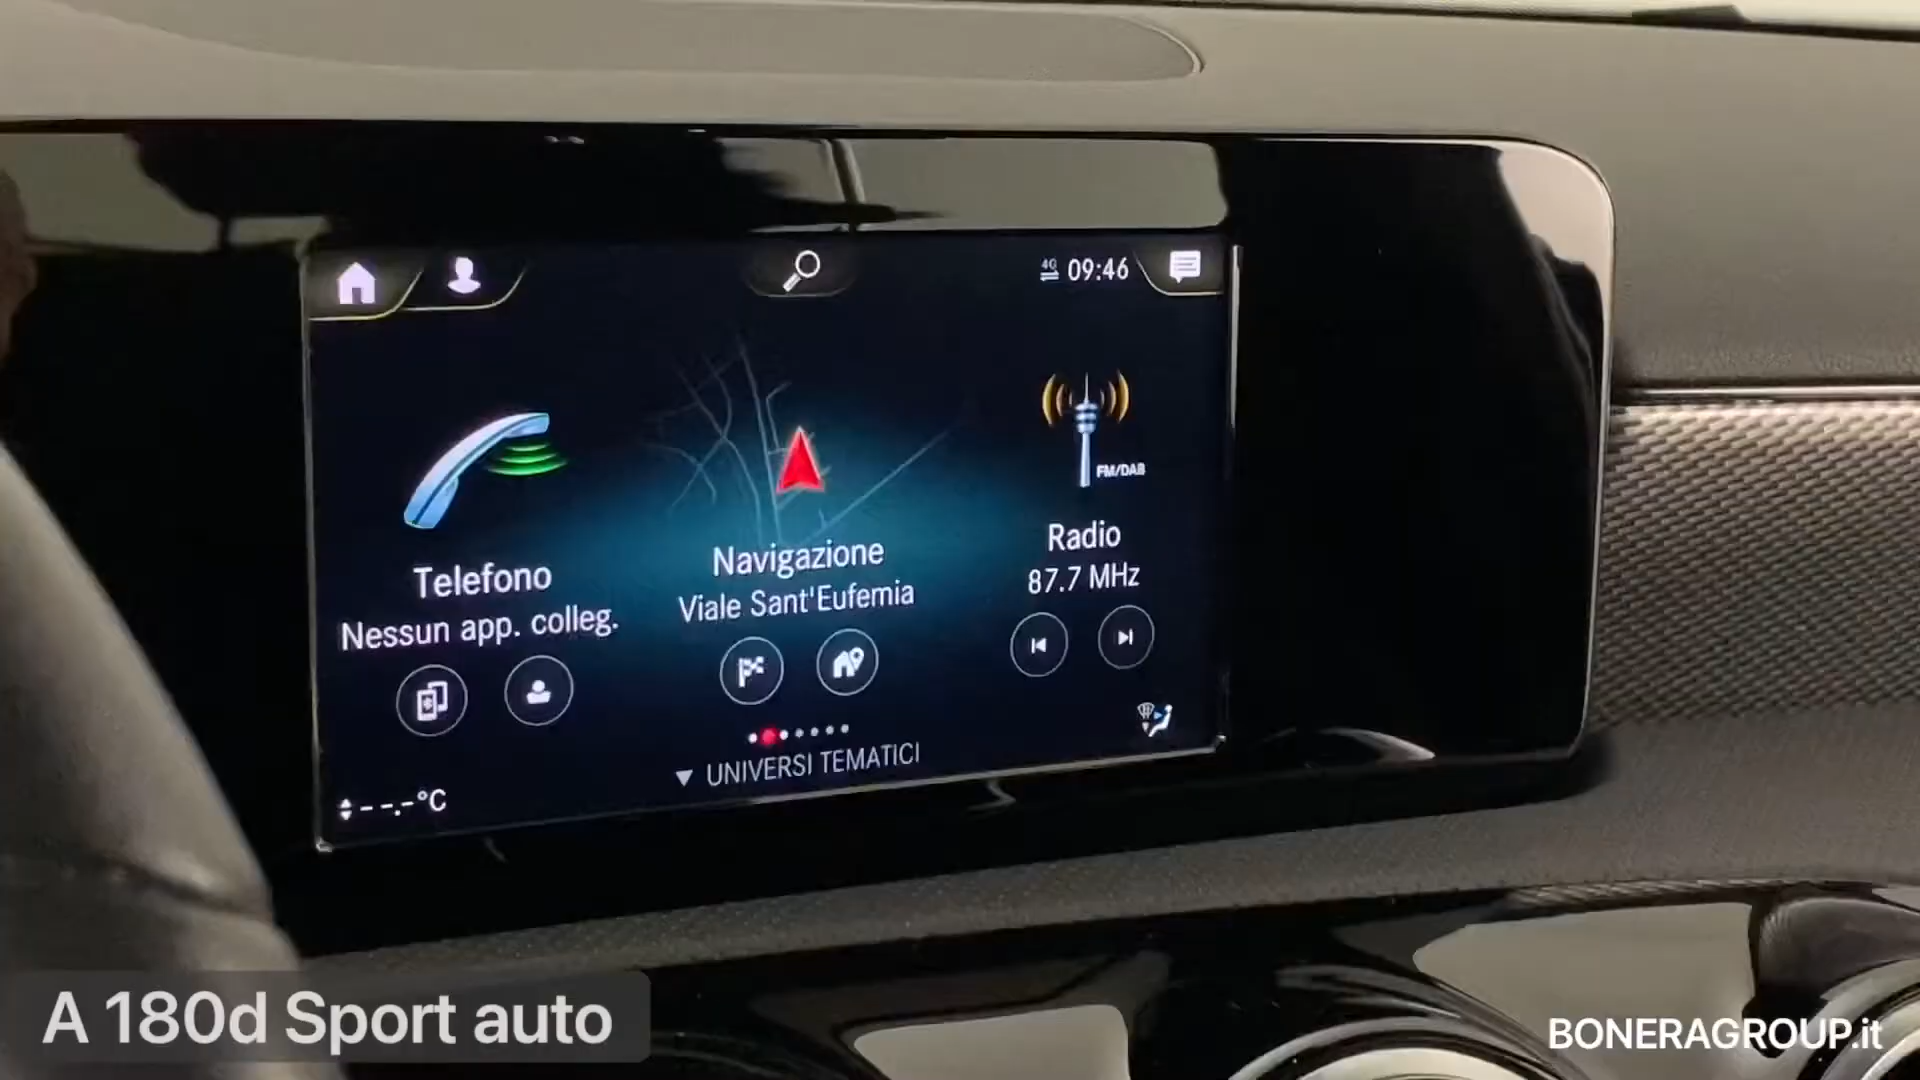 4G 09:46
FM/DAB
Telefono
Nessun app. colleg.
Navigazione
Viale Sant'Eufemia
Radio
87.7 MHz
UNIVERSI TEMATICI
--.-°C
A 180d Sport auto
BONERAGROUP.it